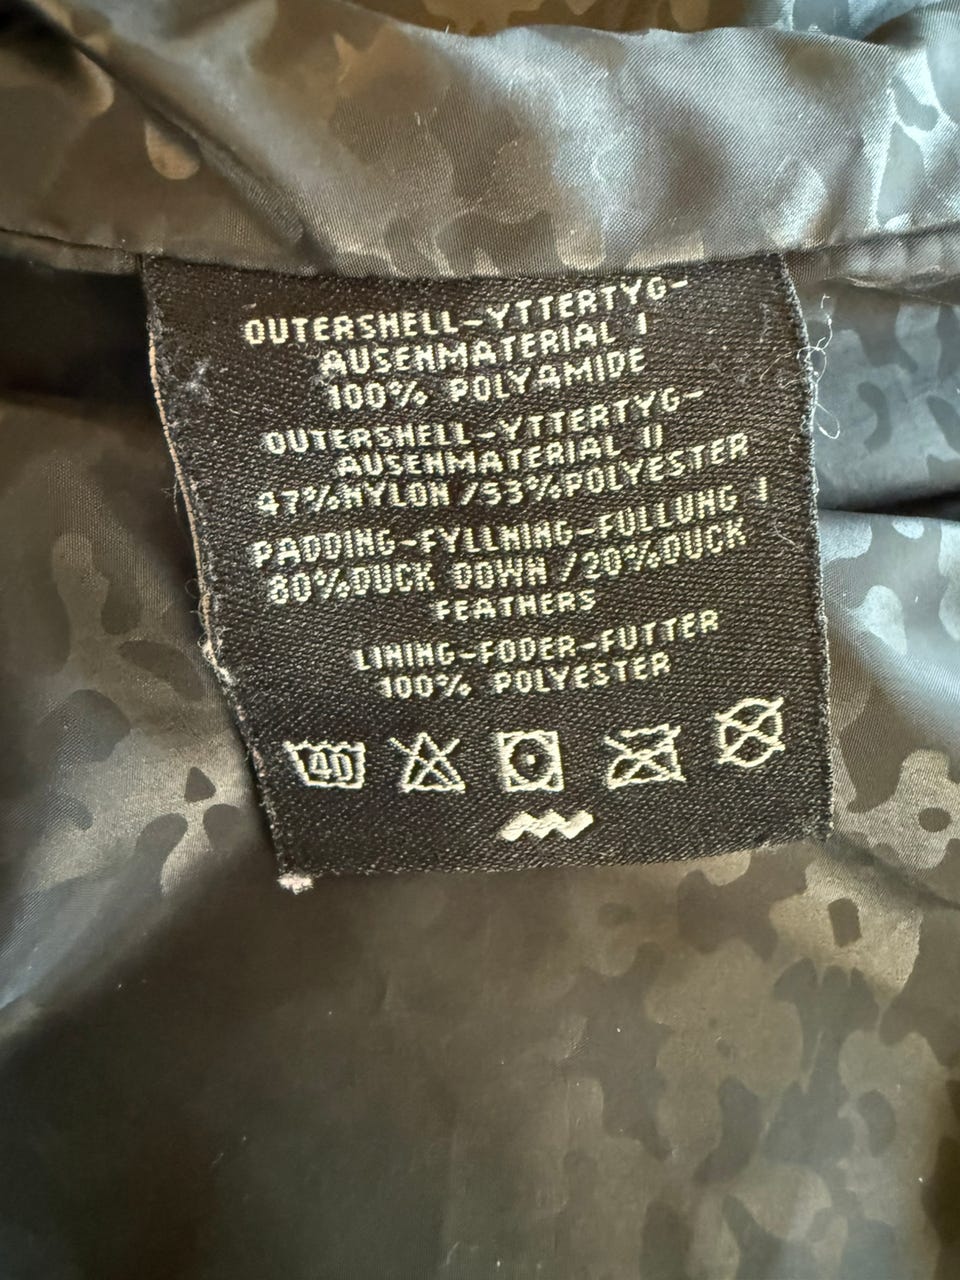 OUTERSHELL-YTTERTYG-
AUSENMATERIAL I
100% POLYAMIDE
OUTERSHELL-YTTERTYG-
AUSENMATERIAL II
47%NYLON/53%POLYESTER
PADDING-FYLLNING-FULLUNG I
80%DUCK DOWN/20%DUCK
FEATHERS
LINING-FODER-FUTTER
100% POLYESTER
40